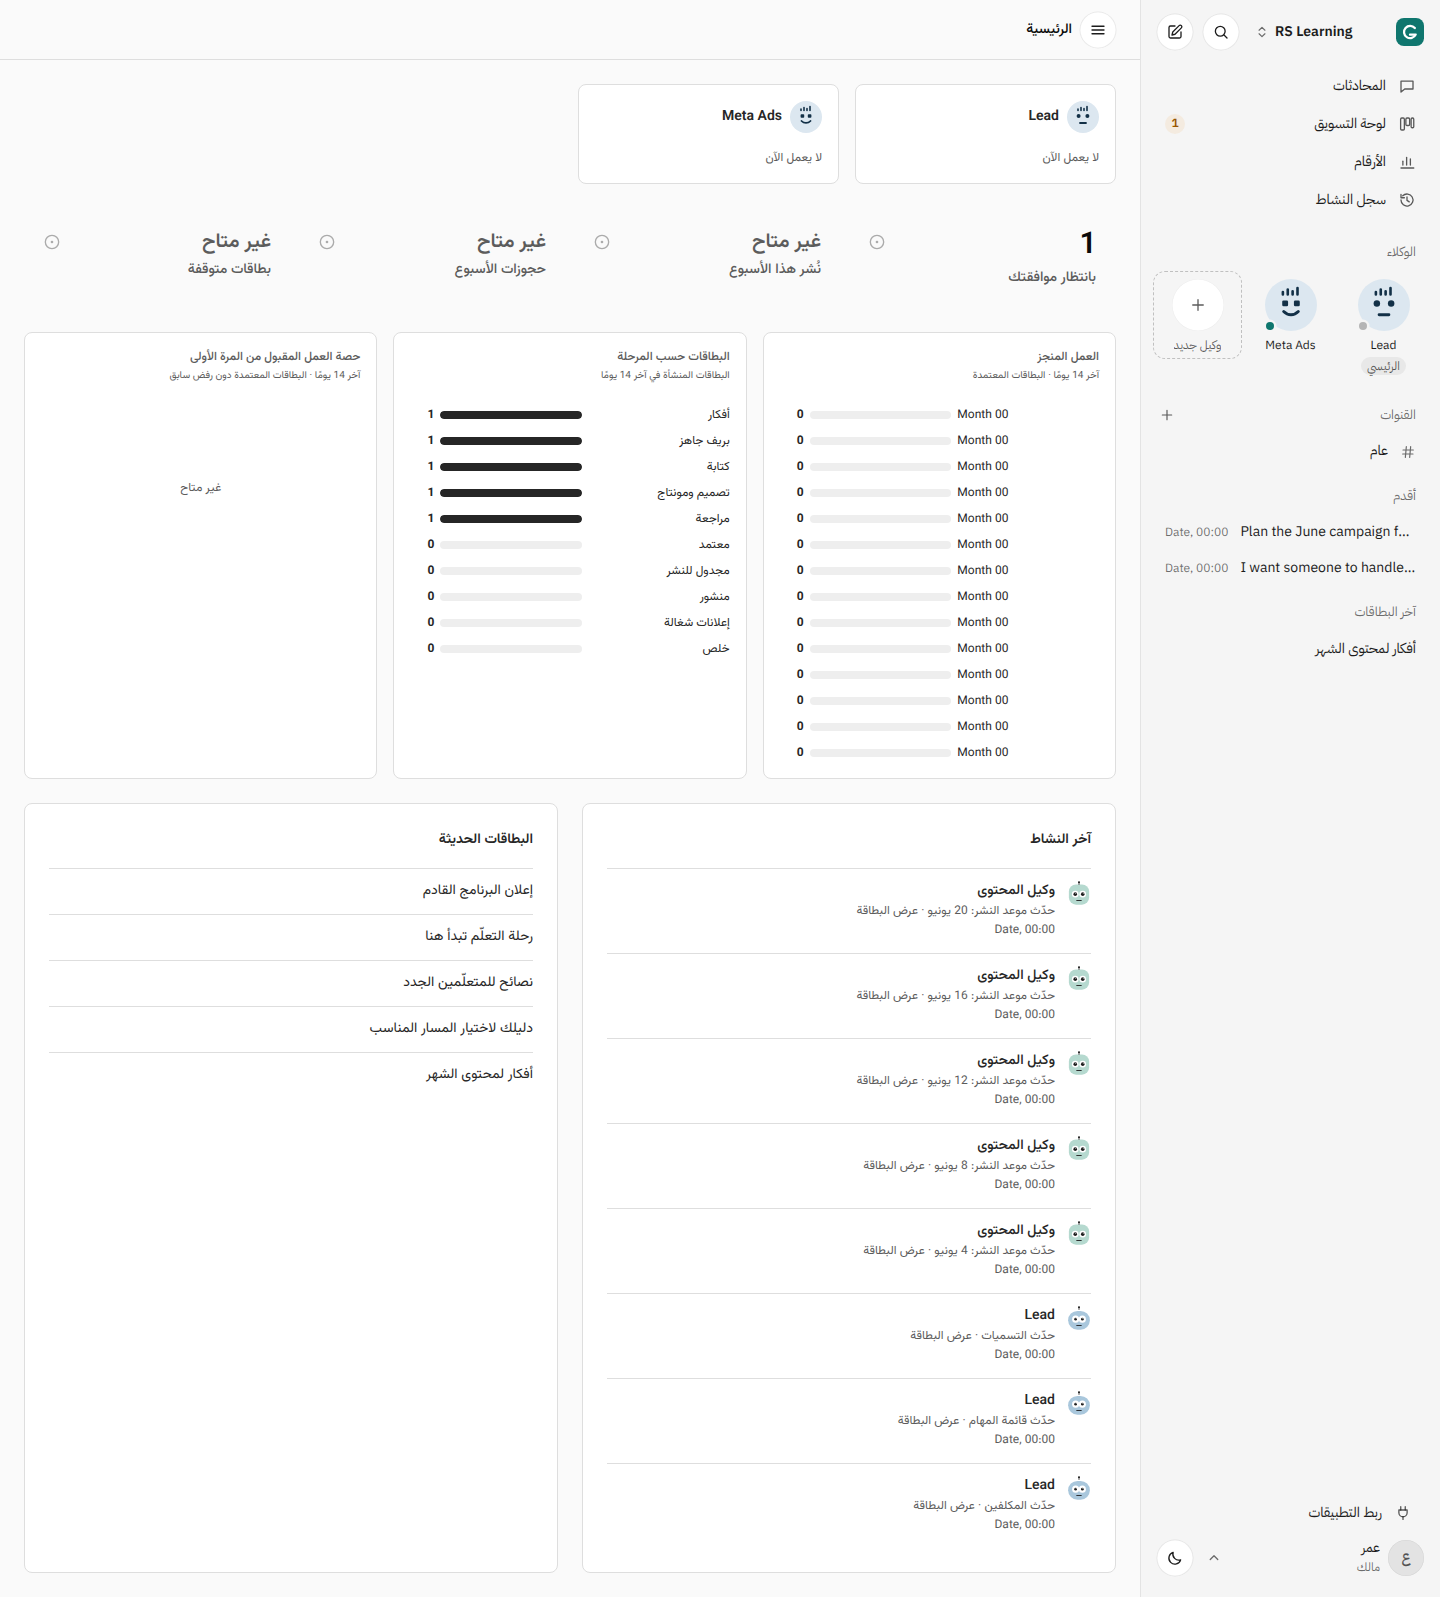 RS Learning
المحادثات
لوحة التسويق
1
الأرقام
سجل النشاط
الوكلاء
Lead
الرئيسي
Meta Ads
وكيل جديد
القنوات
عام
أقدم
Plan the June campaign f... Date, 00:00
I want someone to handle... Date, 00:00
آخر البطاقات
أفكار لمحتوى الشهر
ربط التطبيقات
ع
عمر
مالك
الرئيسية
Lead
لا يعمل الآن
Meta Ads
لا يعمل الآن
1
بانتظار موافقتك
غير متاح
نُشر هذا الأسبوع
غير متاح
حجوزات الأسبوع
غير متاح
بطاقات متوقفة
العمل المنجز
آخر 14 يومًا · البطاقات المعتمدة
Month 00 0
Month 00 0
Month 00 0
Month 00 0
Month 00 0
Month 00 0
Month 00 0
Month 00 0
Month 00 0
Month 00 0
Month 00 0
Month 00 0
Month 00 0
Month 00 0
البطاقات حسب المرحلة
البطاقات المنشأة في آخر 14 يومًا
أفكار 1
بريف جاهز 1
كتابة 1
تصميم ومونتاج 1
مراجعة 1
معتمد 0
مجدول للنشر 0
منشور 0
إعلانات شغالة 0
خلص 0
حصة العمل المقبول من المرة الأولى
آخر 14 يومًا · البطاقات المعتمدة دون رفض سابق
غير متاح
آخر النشاط
وكيل المحتوى
حدّث موعد النشر: 20 يونيو · عرض البطاقة
Date, 00:00
وكيل المحتوى
حدّث موعد النشر: 16 يونيو · عرض البطاقة
Date, 00:00
وكيل المحتوى
حدّث موعد النشر: 12 يونيو · عرض البطاقة
Date, 00:00
وكيل المحتوى
حدّث موعد النشر: 8 يونيو · عرض البطاقة
Date, 00:00
وكيل المحتوى
حدّث موعد النشر: 4 يونيو · عرض البطاقة
Date, 00:00
Lead
حدّث التسميات · عرض البطاقة
Date, 00:00
Lead
حدّث قائمة المهام · عرض البطاقة
Date, 00:00
Lead
حدّث المكلفين · عرض البطاقة
Date, 00:00
البطاقات الحديثة
إعلان البرنامج القادم
رحلة التعلّم تبدأ هنا
نصائح للمتعلّمين الجدد
دليلك لاختيار المسار المناسب
أفكار لمحتوى الشهر